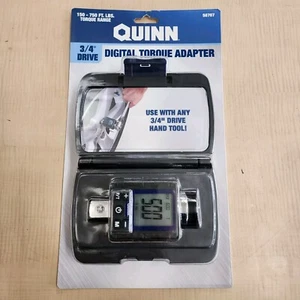 150 - 750 FT. LBS.
TORQUE RANGE
QUINN
3/4"
DRIVE
DIGITAL TORQUE ADAPTER
USE WITH ANY
3/4" DRIVE
HAND TOOL!
500
M